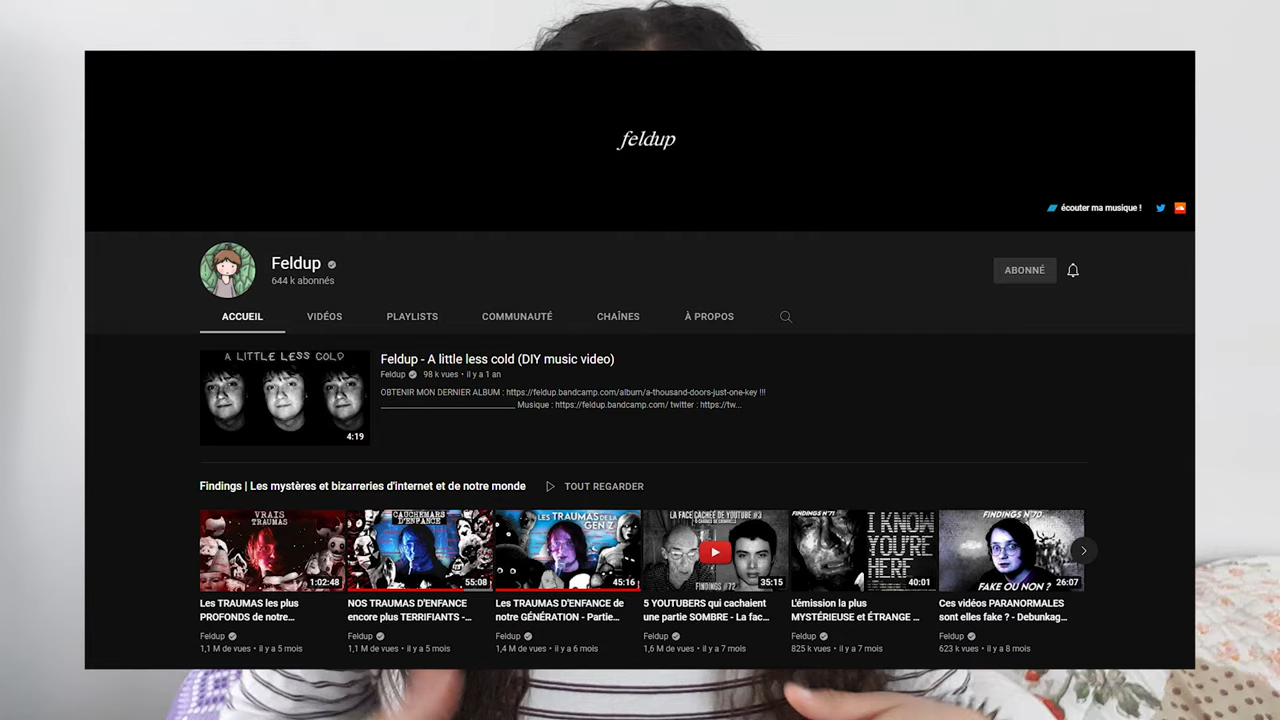 feldup
écouter ma musique !
Feldup
644 k abonnés
ABONNÉ
ACCUEIL
VIDÉOS
PLAYLISTS
COMMUNAUTÉ
CHAÎNES
À PROPOS
A LITTLE LESS COLD
4:19
Feldup - A little less cold (DIY music video)
Feldup 98 k vues • il y a 1 an
OBTENIR MON DERNIER ALBUM : https://feldup.bandcamp.com/album/a-thousand-doors-just-one-key !!!
Musique : https://feldup.bandcamp.com/ twitter : https://tw...
Findings | Les mystères et bizarreries d'internet et de notre monde
TOUT REGARDER
VRAIS
TRAUMAS
1:02:48
Les TRAUMAS les plus
PROFONDS de notre...
Feldup
1,1 M de vues • il y a 5 mois
CAUCHEMARS
D'ENFANCE
55:08
NOS TRAUMAS D'ENFANCE
encore plus TERRIFIANTS -...
Feldup
1,1 M de vues • il y a 5 mois
LES TRAUMAS DE LA
GEN Z
45:16
Les TRAUMAS D'ENFANCE de
notre GÉNÉRATION - Partie...
Feldup
1,4 M de vues • il y a 6 mois
LA FACE CACHÉE DE YOUTUBE #3
FINDINGS #72
35:15
5 YOUTUBERS qui cachaient
une partie SOMBRE - La fac...
Feldup
1,6 M de vues • il y a 7 mois
FINDINGS N°71
I KNOW
YOU'RE
HERE
40:01
L'émission la plus
MYSTÉRIEUSE et ÉTRANGE ...
Feldup
825 k vues • il y a 7 mois
FINDINGS N°70
FAKE OU NON ?
26:07
Ces vidéos PARANORMALES
sont elles fake ? - Debunkag...
Feldup
623 k vues • il y a 8 mois